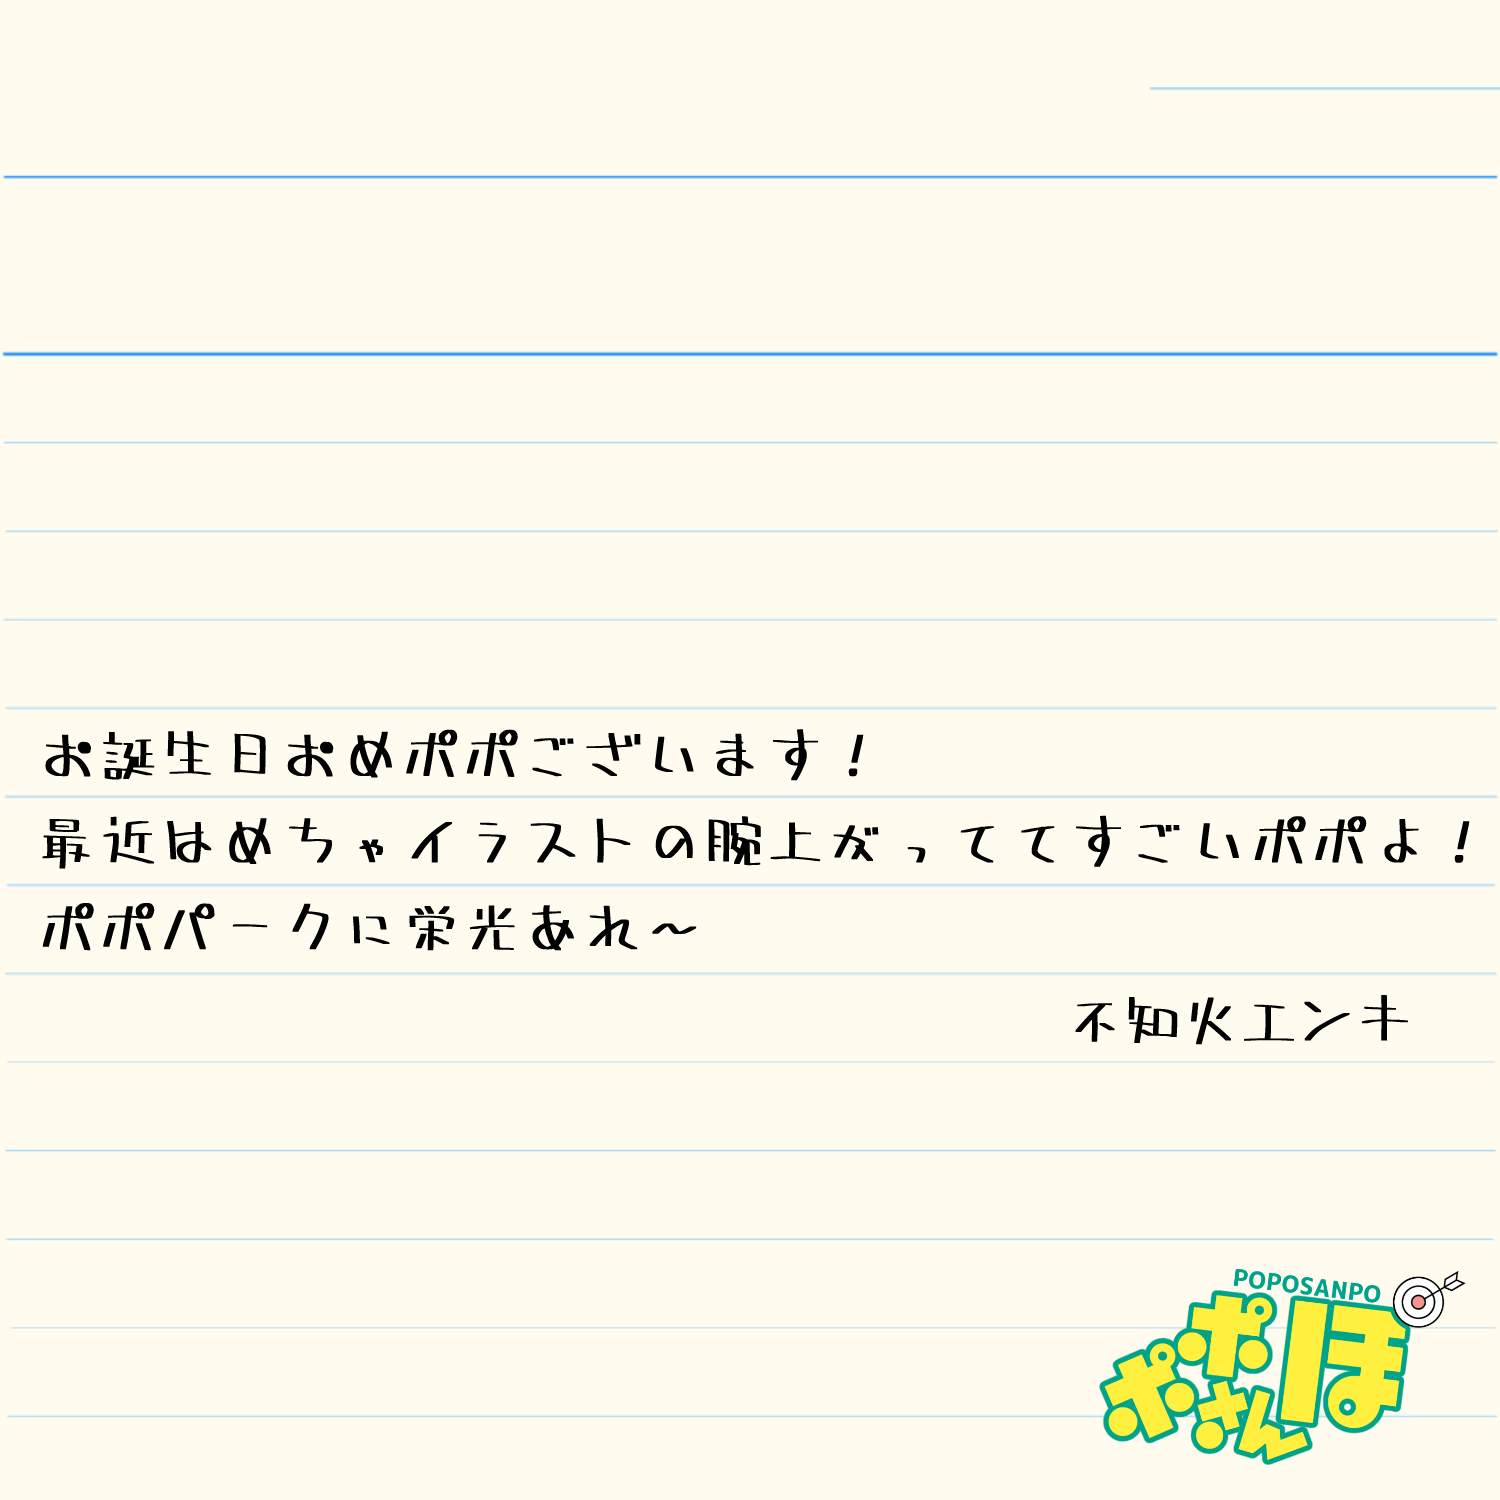 お誕生日おめポポございます！
最近はめちゃイラストの腕上がっててすごいポポよ！
ポポパークに栄光あれ～
不知火エンキ
POPOSANPO
ポポさんぽ